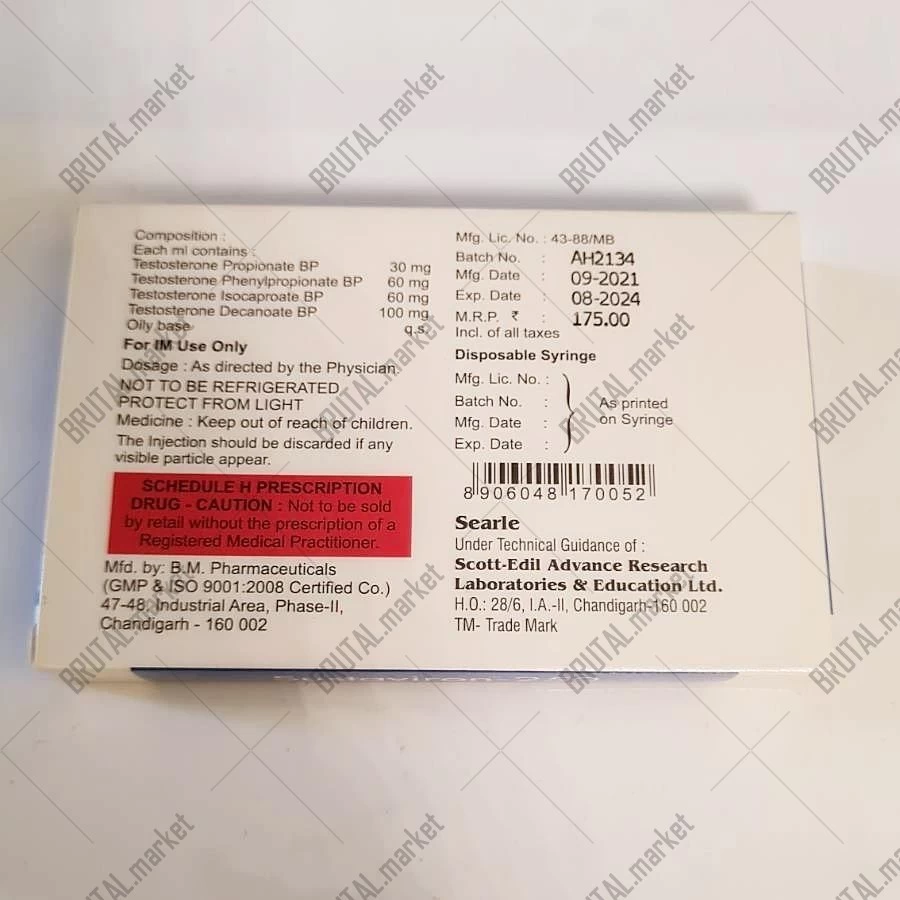 Composition :
Each ml contains :
Testosterone Propionate BP 30 mg
Testosterone Phenylpropionate BP 60 mg
Testosterone Isocaproate BP 60 mg
Testosterone Decanoate BP 100 mg
Oily base q.s.
For IM Use Only
Dosage : As directed by the Physician.
NOT TO BE REFRIGERATED
PROTECT FROM LIGHT
Medicine : Keep out of reach of children.
The Injection should be discarded if any
visible particle appear.
SCHEDULE H PRESCRIPTION
DRUG - CAUTION : Not to be sold
by retail without the prescription of a
Registered Medical Practitioner.
Mfd. by: B.M. Pharmaceuticals
(GMP & ISO 9001:2008 Certified Co.)
47-48, Industrial Area, Phase-II,
Chandigarh - 160 002
Mfg. Lic. No. : 43-88/MB
Batch No. : AH2134
Mfg. Date : 09-2021
Exp. Date : 08-2024
M.R.P. ₹ : 175.00
Incl. of all taxes
Disposable Syringe
Mfg. Lic. No. :
Batch No. :
Mfg. Date :
Exp. Date :
As printed
on Syringe
8 906048 170052
Searle
Under Technical Guidance of :
Scott-Edil Advance Research
Laboratories & Education Ltd.
H.O.: 28/6, I.A.-II, Chandigarh-160 002
TM- Trade Mark
BRUTAL.market